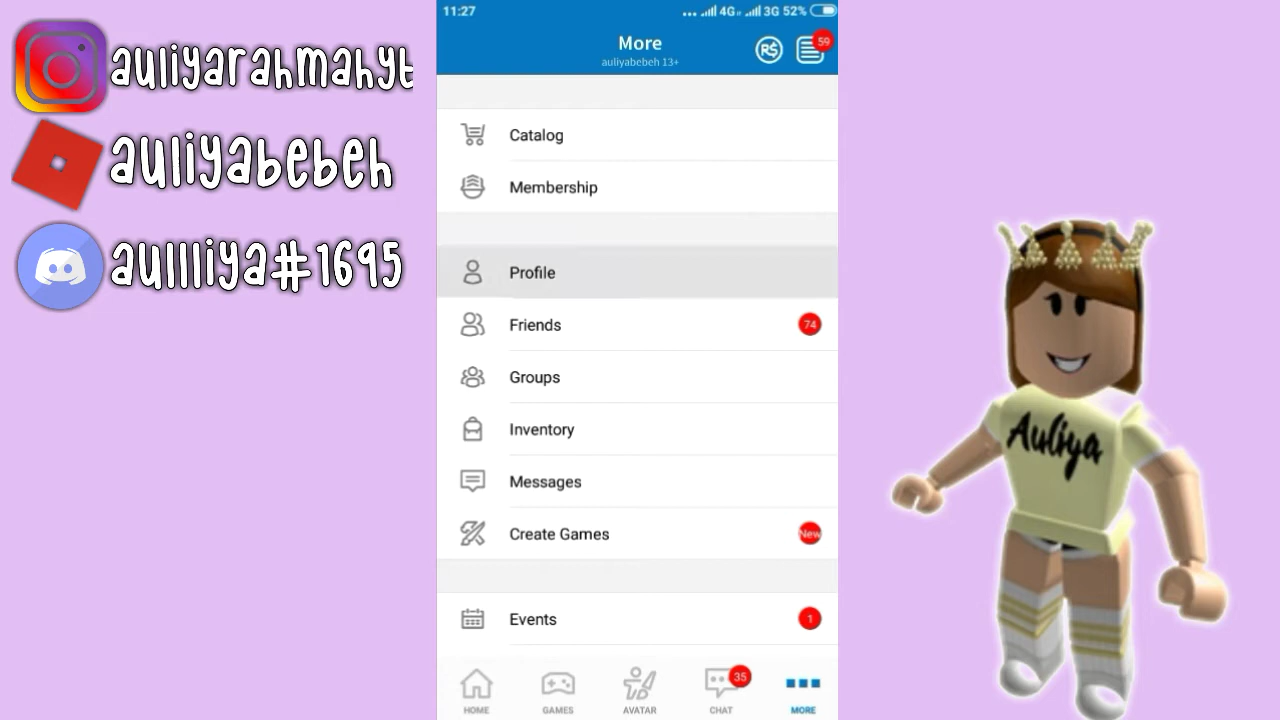 auliyarahmahyt
auliyabebeh
aullliya#1695
11:27
4G 3G 52%
More
auliyabebeh 13+
R$
59
Catalog
Membership
Profile
Friends
74
Groups
Inventory
Messages
Create Games
New
Events
1
HOME
GAMES
AVATAR
CHAT
35
MORE
Auliya